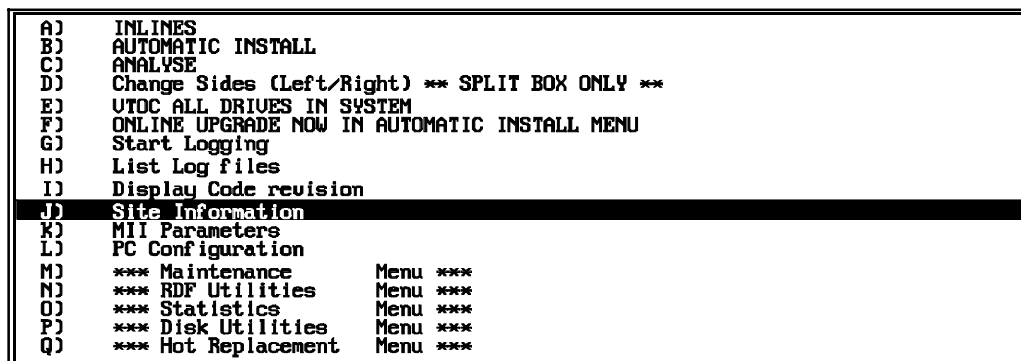 A) INLINES
B) AUTOMATIC INSTALL
C) ANALYSE
D) Change Sides (Left/Right) ** SPLIT BOX ONLY **
E) VTOC ALL DRIVES IN SYSTEM
F) ONLINE UPGRADE NOW IN AUTOMATIC INSTALL MENU
G) Start Logging
H) List Log files
I) Display Code revision
J) Site Information
K) MII Parameters
L) PC Configuration
M) *** Maintenance Menu ***
N) *** RDF Utilities Menu ***
O) *** Statistics Menu ***
P) *** Disk Utilities Menu ***
Q) *** Hot Replacement Menu ***